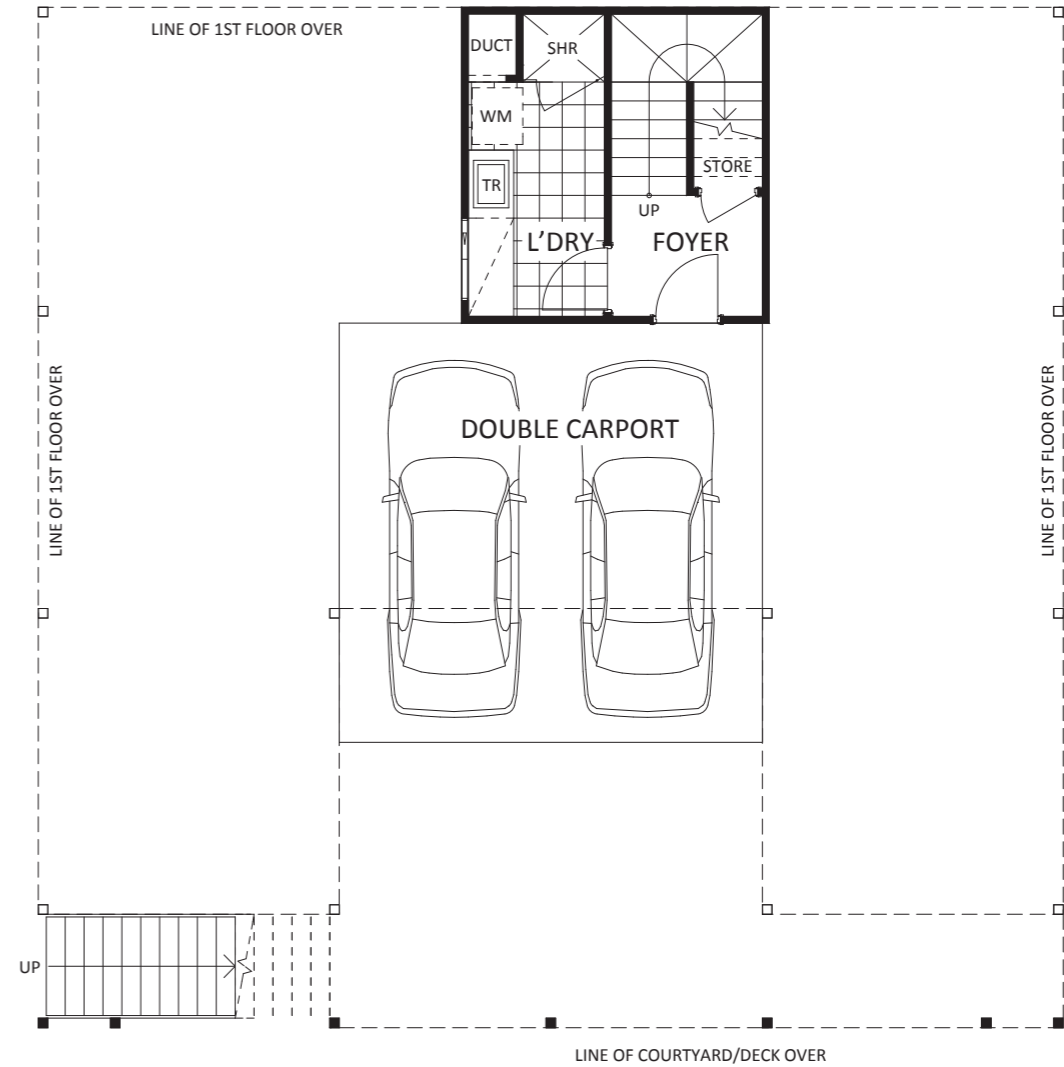 LINE OF 1ST FLOOR OVER
DUCT
SHR
WM
STORE
TR
UP
L'DRY
FOYER
LINE OF 1ST FLOOR OVER
LINE OF 1ST FLOOR OVER
DOUBLE CARPORT
UP
LINE OF COURTYARD/DECK OVER